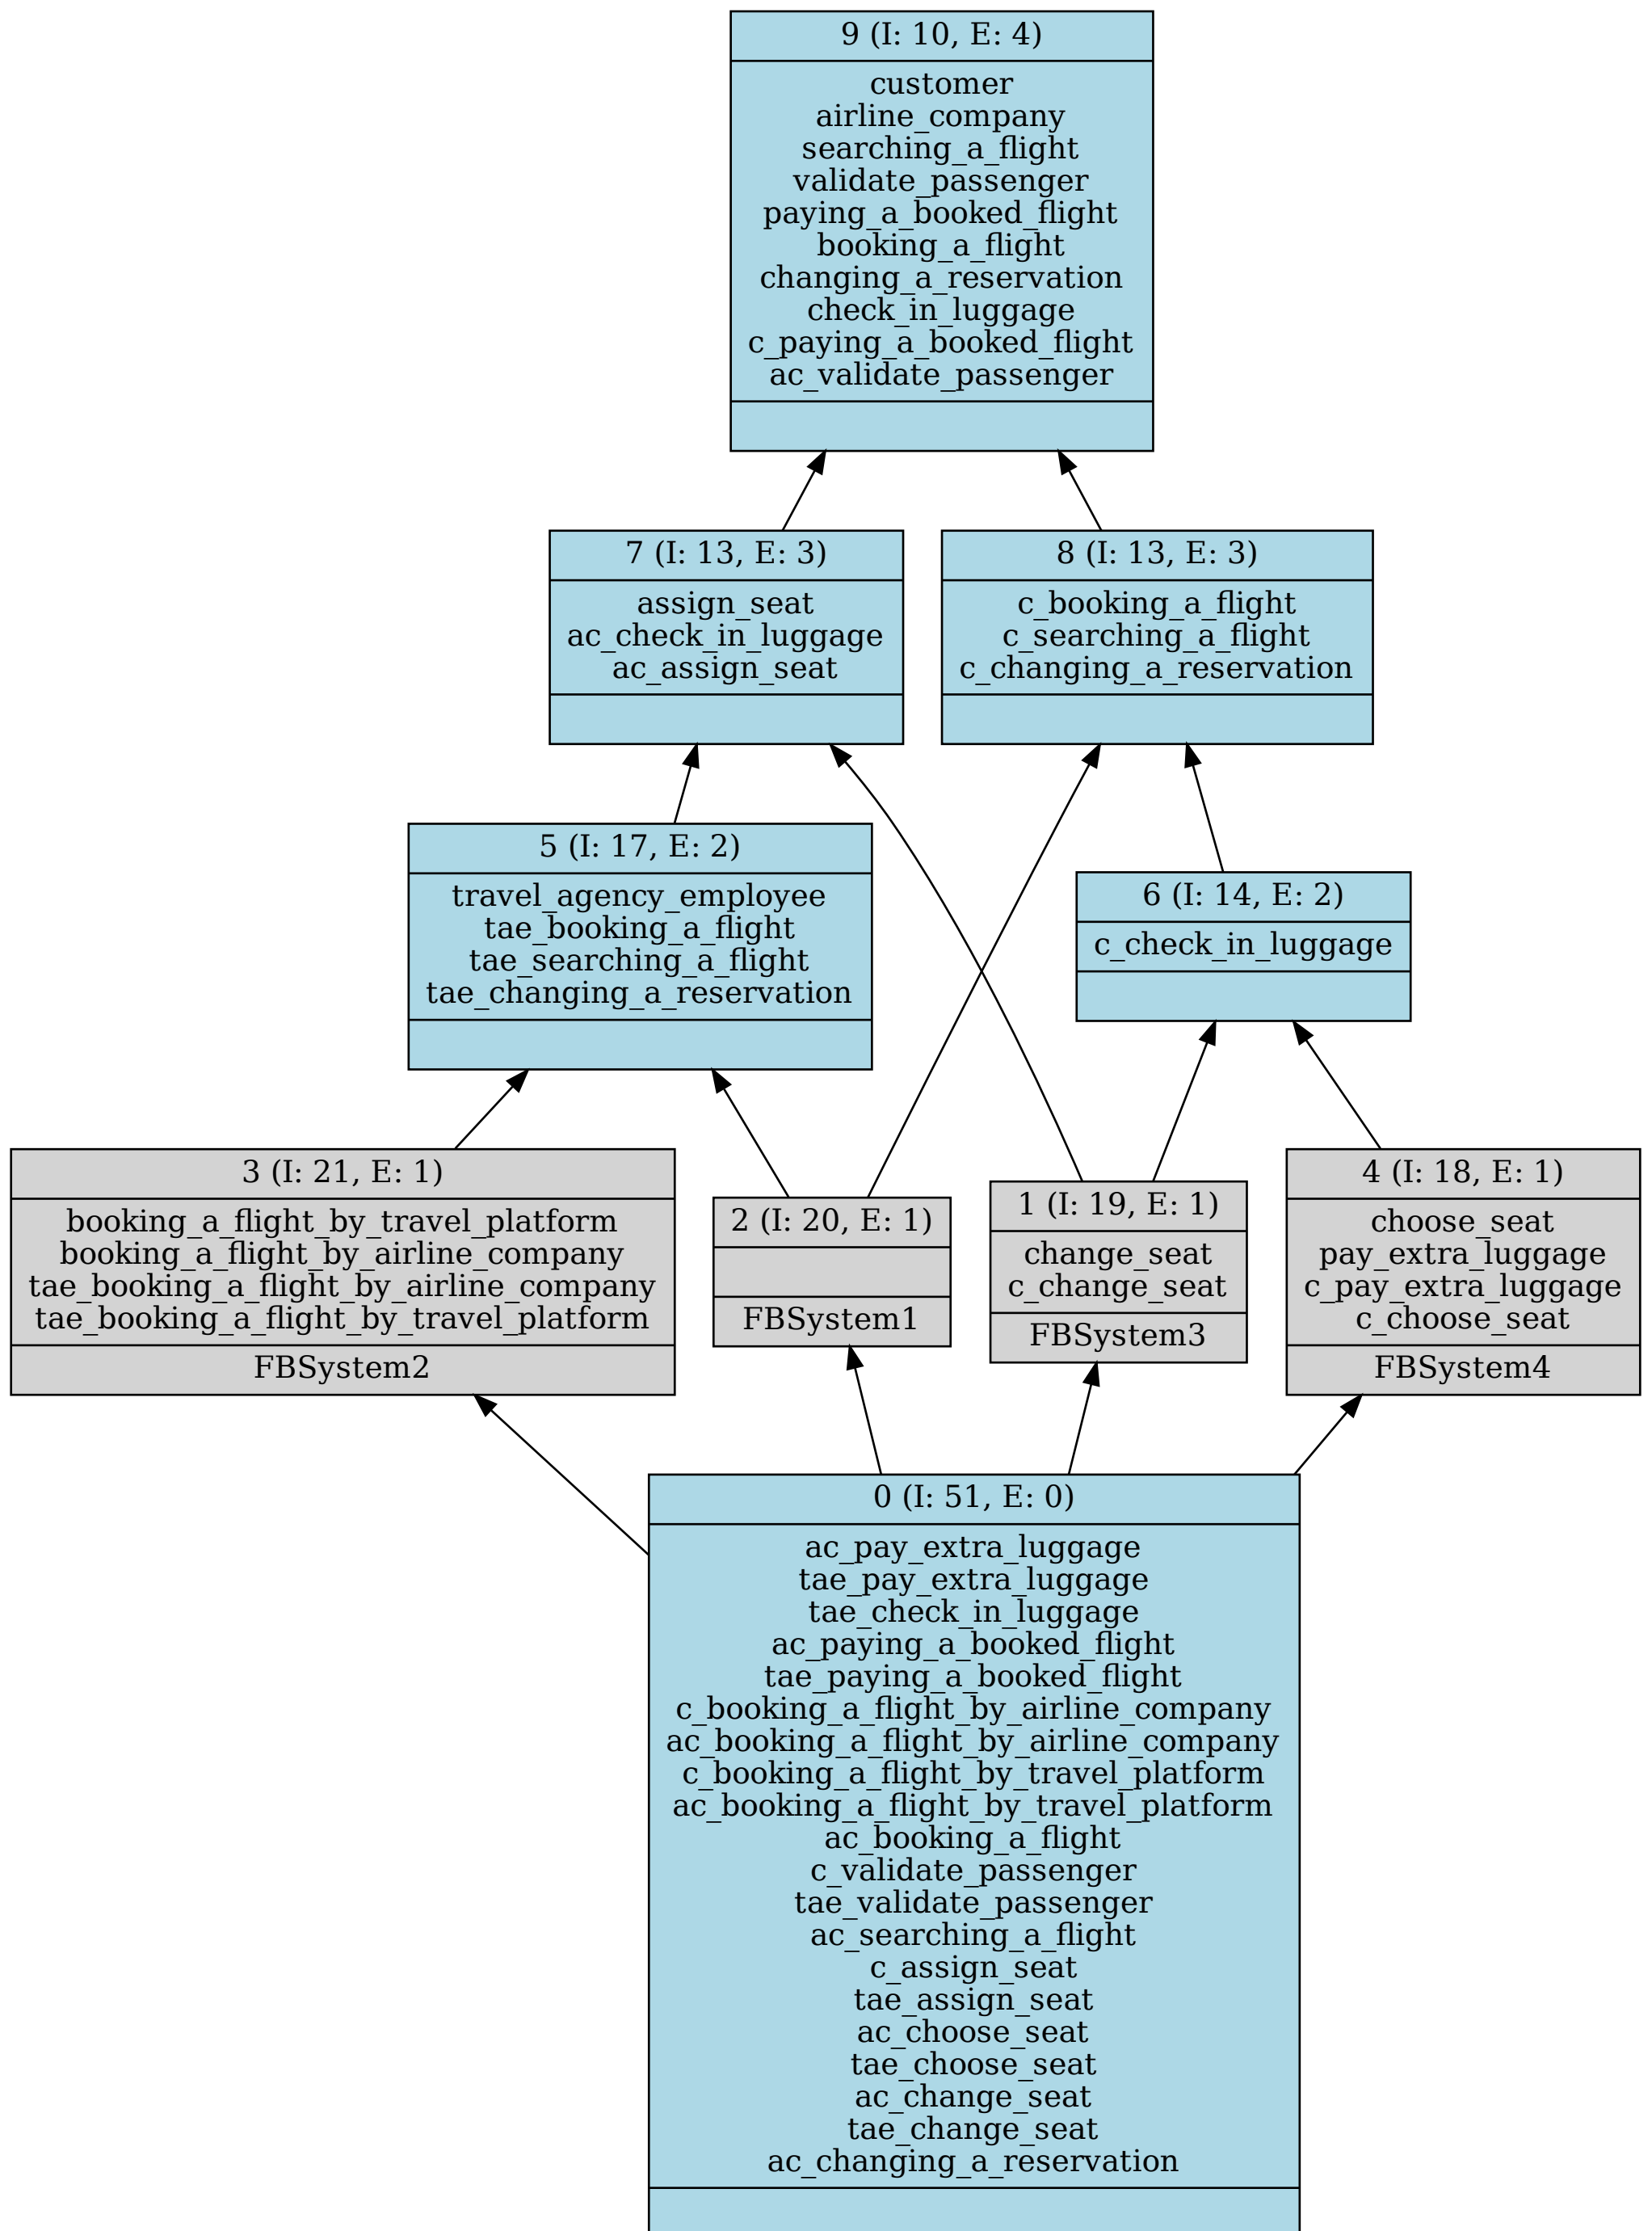 9 (I: 10, E: 4)
customer
airline_company
searching_a_flight
validate_passenger
paying_a_booked_flight
booking_a_flight
changing_a_reservation
check_in_luggage
c_paying_a_booked_flight
ac_validate_passenger
7 (I: 13, E: 3)
assign_seat
ac_check_in_luggage
ac_assign_seat
8 (I: 13, E: 3)
c_booking_a_flight
c_searching_a_flight
c_changing_a_reservation
5 (I: 17, E: 2)
travel_agency_employee
tae_booking_a_flight
tae_searching_a_flight
tae_changing_a_reservation
6 (I: 14, E: 2)
c_check_in_luggage
3 (I: 21, E: 1)
booking_a_flight_by_travel_platform
booking_a_flight_by_airline_company
tae_booking_a_flight_by_airline_company
tae_booking_a_flight_by_travel_platform
FBSystem2
2 (I: 20, E: 1)
FBSystem1
1 (I: 19, E: 1)
change_seat
c_change_seat
FBSystem3
4 (I: 18, E: 1)
choose_seat
pay_extra_luggage
c_pay_extra_luggage
c_choose_seat
FBSystem4
0 (I: 51, E: 0)
ac_pay_extra_luggage
tae_pay_extra_luggage
tae_check_in_luggage
ac_paying_a_booked_flight
tae_paying_a_booked_flight
c_booking_a_flight_by_airline_company
ac_booking_a_flight_by_airline_company
c_booking_a_flight_by_travel_platform
ac_booking_a_flight_by_travel_platform
ac_booking_a_flight
c_validate_passenger
tae_validate_passenger
ac_searching_a_flight
c_assign_seat
tae_assign_seat
ac_choose_seat
tae_choose_seat
ac_change_seat
tae_change_seat
ac_changing_a_reservation